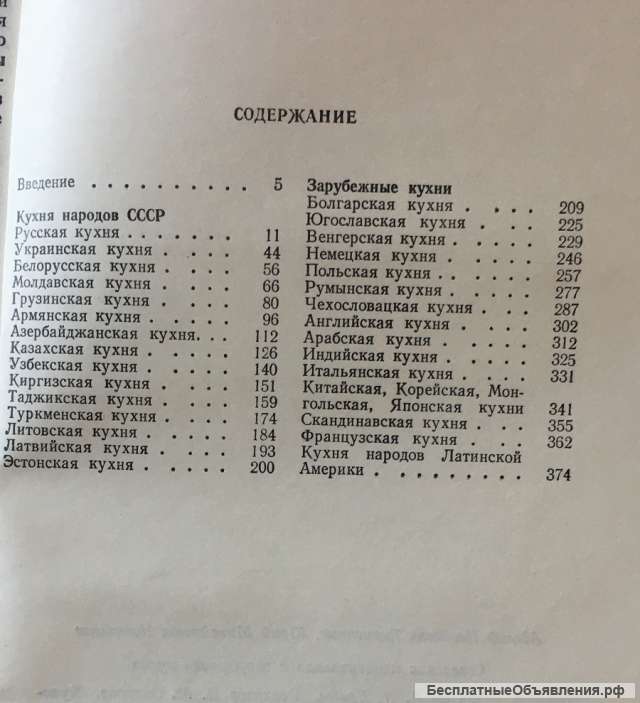 СОДЕРЖАНИЕ
Введение . . . . . . . . . . 5
Кухня народов СССР
Русская кухня . . . . . . . 11
Украинская кухня . . . . 44
Белорусская кухня . . . . 56
Молдавская кухня . . . . 66
Грузинская кухня . . . . 80
Армянская кухня . . . . 96
Азербайджанская кухня. . . 112
Казахская кухня . . . . . 126
Узбекская кухня . . . . . 140
Киргизская кухня . . . . 151
Таджикская кухня . . . . 159
Туркменская кухня . . . . 174
Литовская кухня . . . . . 184
Латвийская кухня . . . . 193
Эстонская кухня . . . . . 200
Зарубежные кухни
Болгарская кухня . . . . 209
Югославская кухня . . . 225
Венгерская кухня . . . . 229
Немецкая кухня . . . . . 246
Польская кухня . . . . . 257
Румынская кухня . . . . 277
Чехословацкая кухня . . . 287
Английская кухня . . . . 302
Арабская кухня . . . . . 312
Индийская кухня . . . . 325
Итальянская кухня . . . . 331
Китайская, Корейская, Мон-
гольская, Японская кухни 341
Скандинавская кухня . . . 355
Французская кухня . . . . 362
Кухня народов Латинской
Америки . . . . . . . . . 374
БесплатныеОбъявления.рф